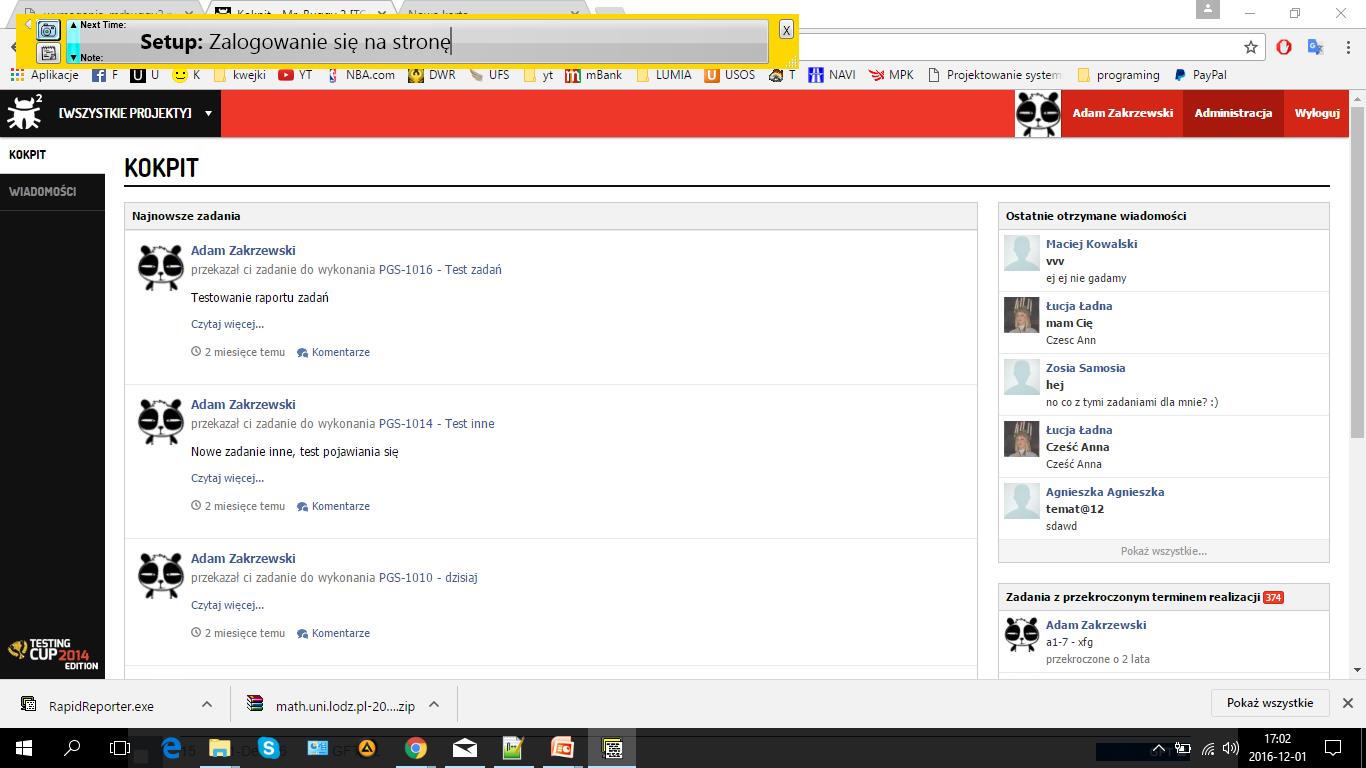 Kokpit - Mr. Buggy 2 [TC
Nowa karta
Next Time:
Setup: Zalogowanie się na stronę
Note:
X
Aplikacje F U K kwejki YT NBA.com DWR UFS yt mBank LUMIA USOS T NAVI MPK Projektowanie system programing PayPal
2
[WSZYSTKIE PROJEKTY]
Adam Zakrzewski
Administracja
Wyloguj
KOKPIT
WIADOMOŚCI
TESTING
CUP 2014
EDITION
KOKPIT
Najnowsze zadania
Adam Zakrzewski
przekazał ci zadanie do wykonania PGS-1016 - Test zadań
Testowanie raportu zadań
Czytaj więcej...
2 miesięce temu Komentarze
Adam Zakrzewski
przekazał ci zadanie do wykonania PGS-1014 - Test inne
Nowe zadanie inne, test pojawiania się
Czytaj więcej...
2 miesięce temu Komentarze
Adam Zakrzewski
przekazał ci zadanie do wykonania PGS-1010 - dzisiaj
Czytaj więcej...
2 miesięce temu Komentarze
Ostatnie otrzymane wiadomości
Maciej Kowalski
vvv
ej ej nie gadamy
Łucja Ładna
mam Cię
Czesc Ann
Zosia Samosia
hej
no co z tymi zadaniami dla mnie? :)
Łucja Ładna
Cześć Anna
Cześć Anna
Agnieszka Agnieszka
temat@12
sdawd
Pokaż wszystkie...
Zadania z przekroczonym terminem realizacji 374
Adam Zakrzewski
a1-7 - xfg
przekroczone o 2 lata
RapidReporter.exe
math.uni.lodz.pl-20....zip
Pokaż wszystkie
17:02
2016-12-01